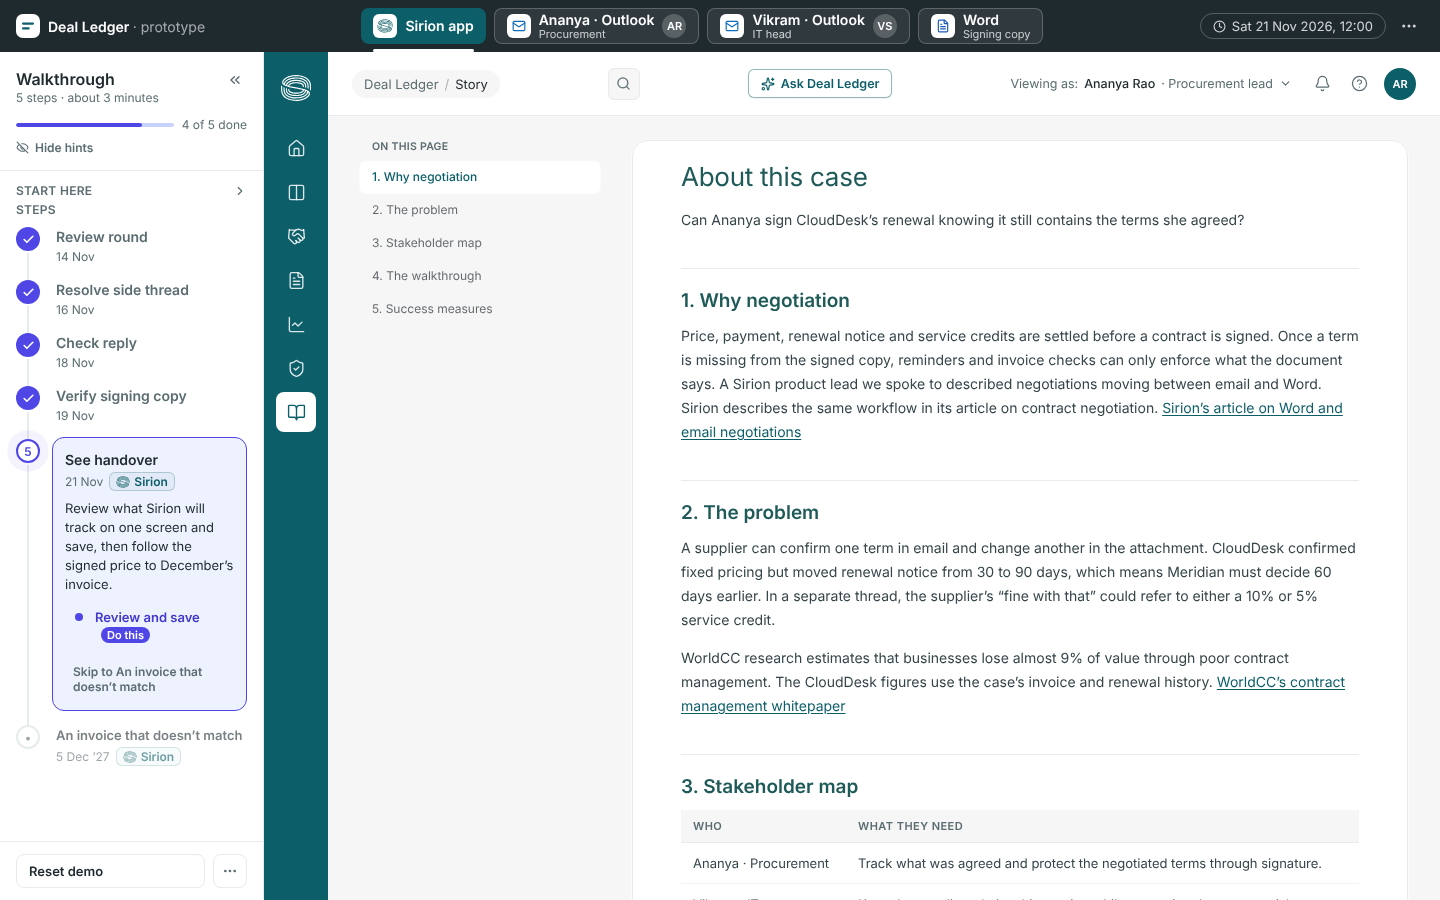 Deal Ledger · prototype
Sirion app
Ananya · Outlook
Procurement
AR
Vikram · Outlook
IT head
VS
Word
Signing copy
Sat 21 Nov 2026, 12:00
Walkthrough
5 steps · about 3 minutes
4 of 5 done
Hide hints
START HERE
STEPS
Review round
14 Nov
Resolve side thread
16 Nov
Check reply
18 Nov
Verify signing copy
19 Nov
5
See handover
21 Nov
Sirion
Review what Sirion will
track on one screen and
save, then follow the
signed price to December’s
invoice.
Review and save
Do this
Skip to An invoice that
doesn’t match
An invoice that doesn’t match
5 Dec ’27
Sirion
Reset demo
Deal Ledger / Story
Ask Deal Ledger
Viewing as: Ananya Rao · Procurement lead
AR
ON THIS PAGE
1. Why negotiation
2. The problem
3. Stakeholder map
4. The walkthrough
5. Success measures
About this case
Can Ananya sign CloudDesk’s renewal knowing it still contains the terms she agreed?
1. Why negotiation
Price, payment, renewal notice and service credits are settled before a contract is signed. Once a term
is missing from the signed copy, reminders and invoice checks can only enforce what the document
says. A Sirion product lead we spoke to described negotiations moving between email and Word.
Sirion describes the same workflow in its article on contract negotiation. Sirion’s article on Word and
email negotiations
2. The problem
A supplier can confirm one term in email and change another in the attachment. CloudDesk confirmed
fixed pricing but moved renewal notice from 30 to 90 days, which means Meridian must decide 60
days earlier. In a separate thread, the supplier’s “fine with that” could refer to either a 10% or 5%
service credit.
WorldCC research estimates that businesses lose almost 9% of value through poor contract
management. The CloudDesk figures use the case’s invoice and renewal history. WorldCC’s contract
management whitepaper
3. Stakeholder map
WHO
WHAT THEY NEED
Ananya · Procurement
Track what was agreed and protect the negotiated terms through signature.